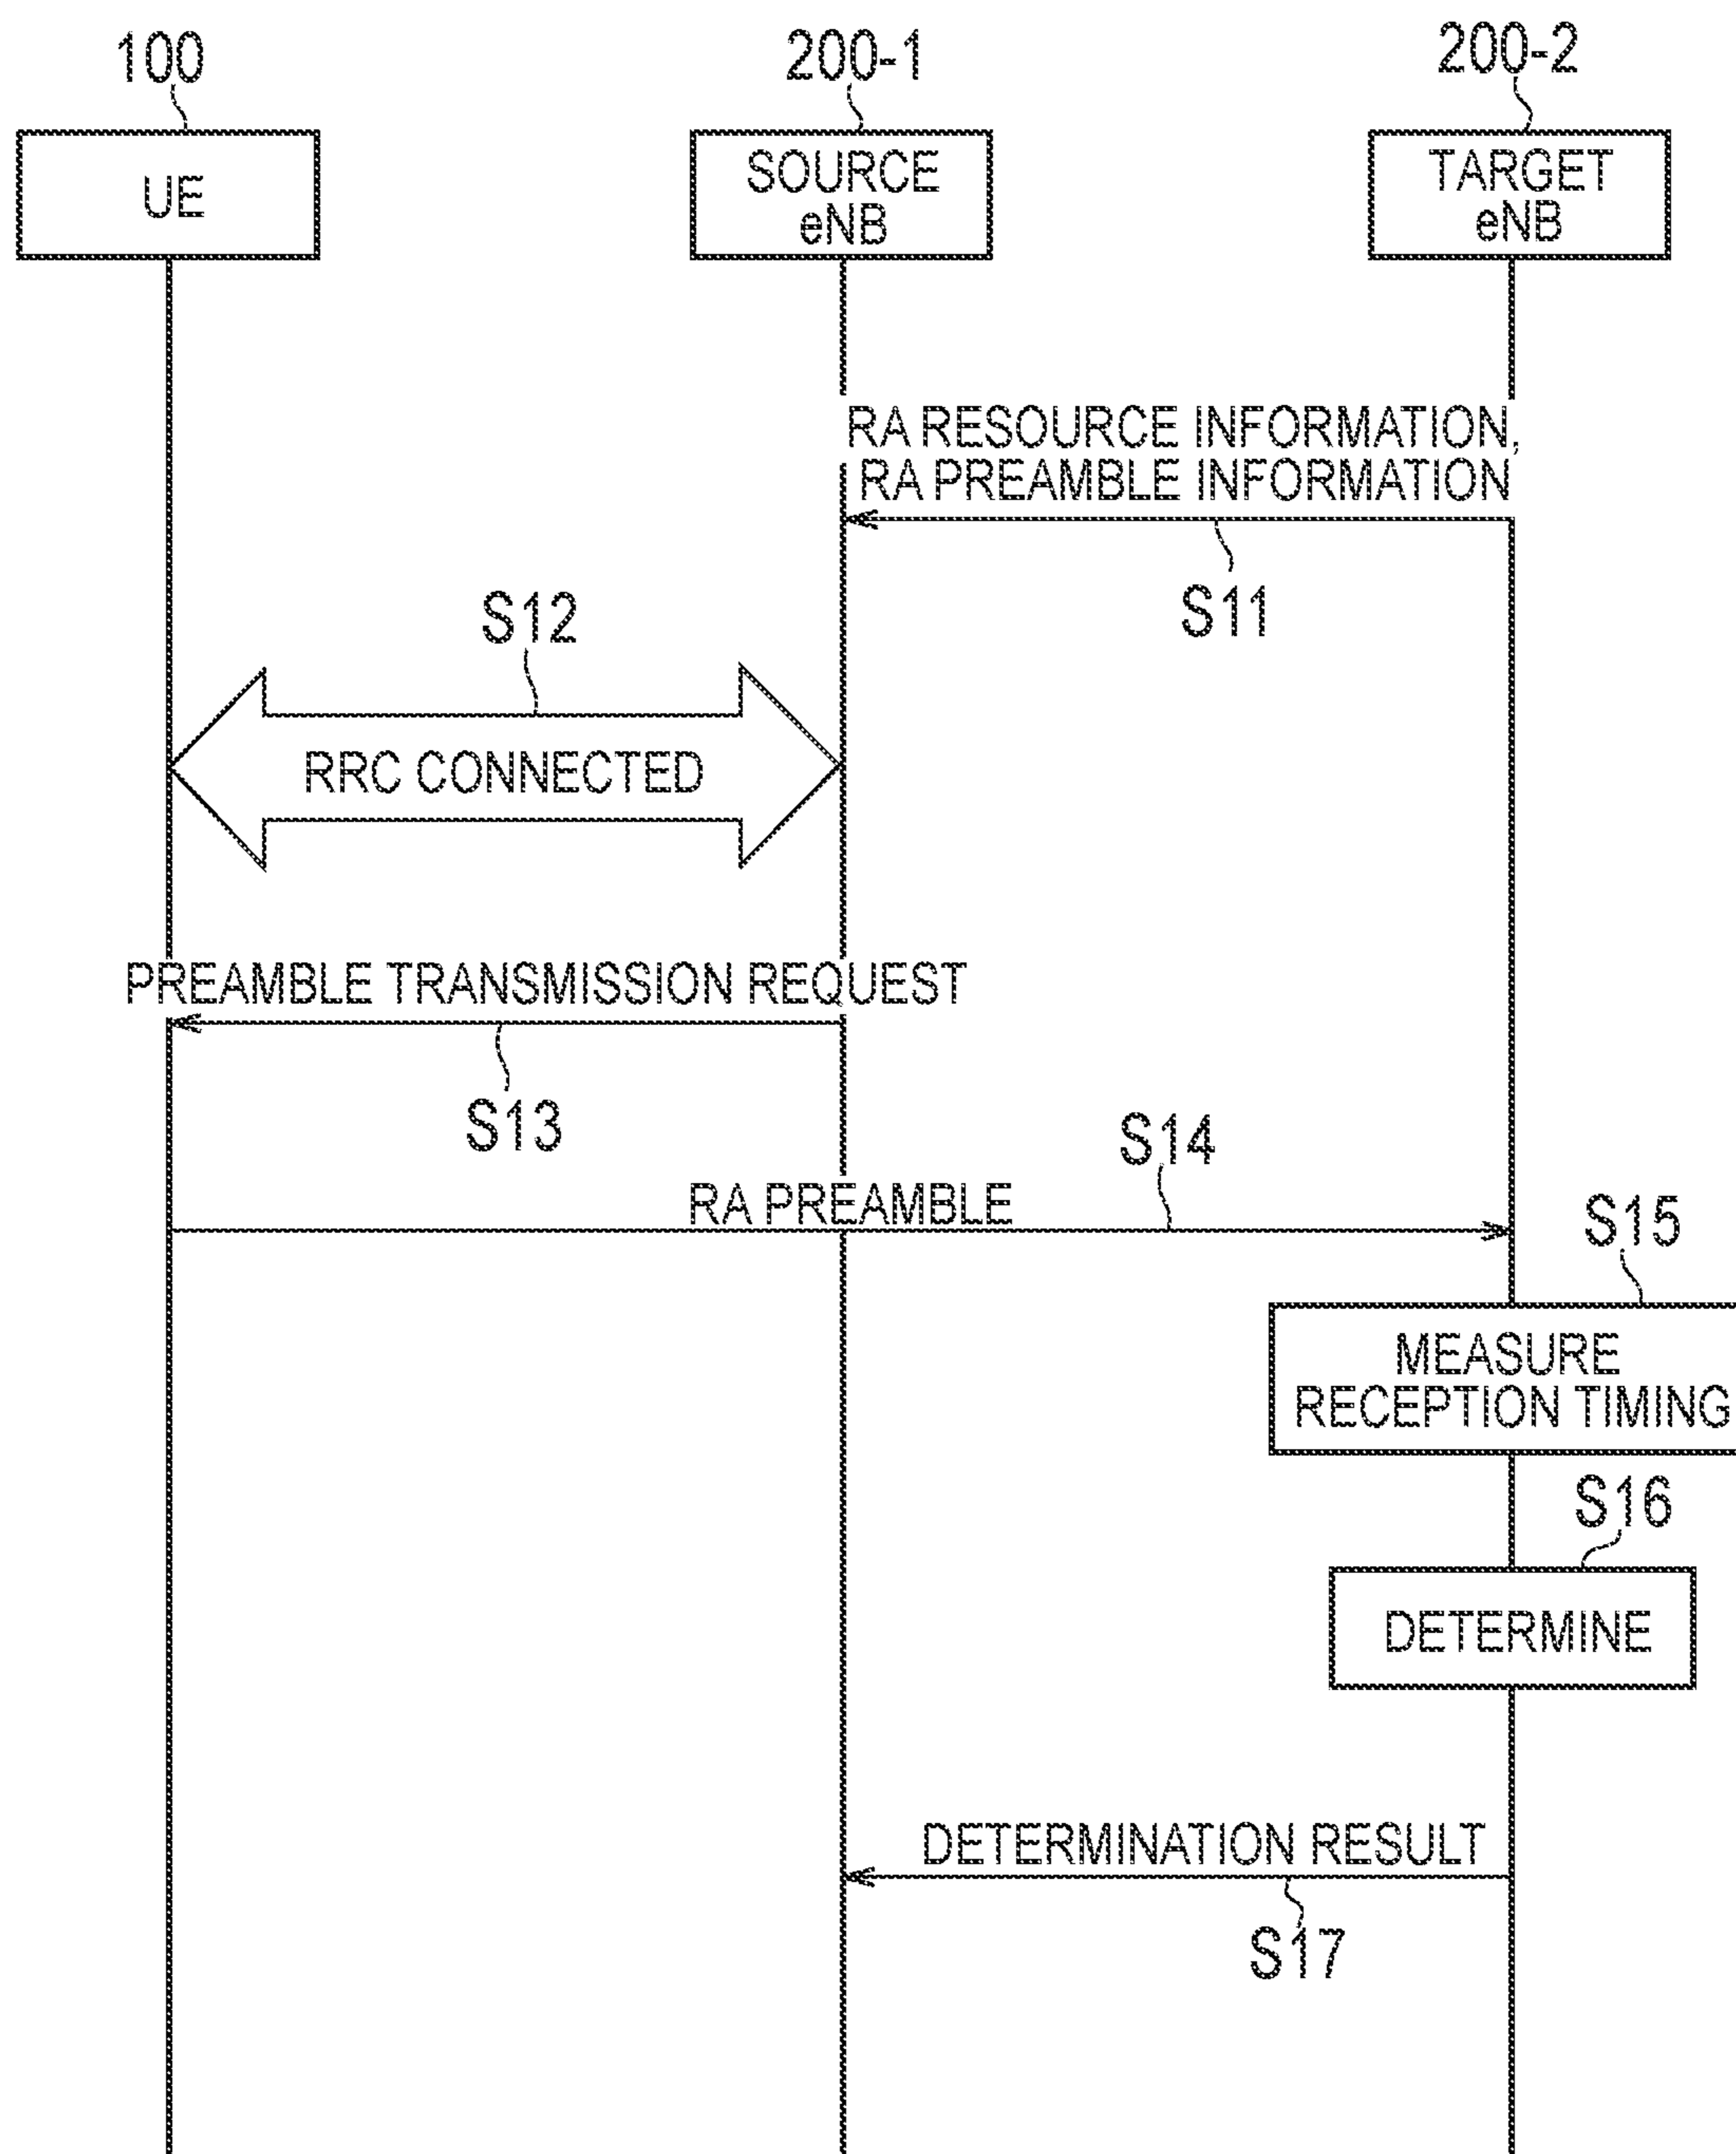 100
200-1
200-2
UE
SOURCE
eNB
TARGET
eNB
RA RESOURCE INFORMATION,
RA PREAMBLE INFORMATION
S11
S12
RRC CONNECTED
PREAMBLE TRANSMISSION REQUEST
S13
S14
RA PREAMBLE
S15
MEASURE
RECEPTION TIMING
S16
DETERMINE
DETERMINATION RESULT
S17